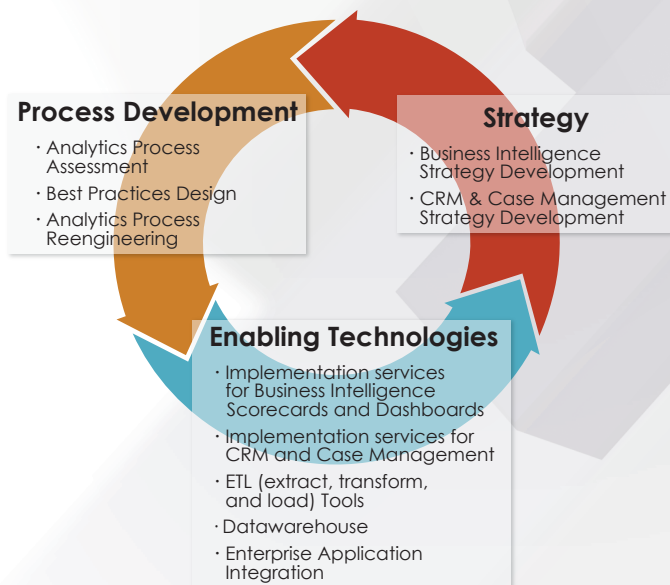 Process Development
· Analytics Process
Assessment
· Best Practices Design
· Analytics Process
Reengineering
Strategy
· Business Intelligence
Strategy Development
· CRM & Case Management
Strategy Development
Enabling Technologies
· Implementation services
for Business Intelligence
Scorecards and Dashboards
· Implementation services for
CRM and Case Management
· ETL (extract, transform,
and load) Tools
· Datawarehouse
· Enterprise Application
Integration